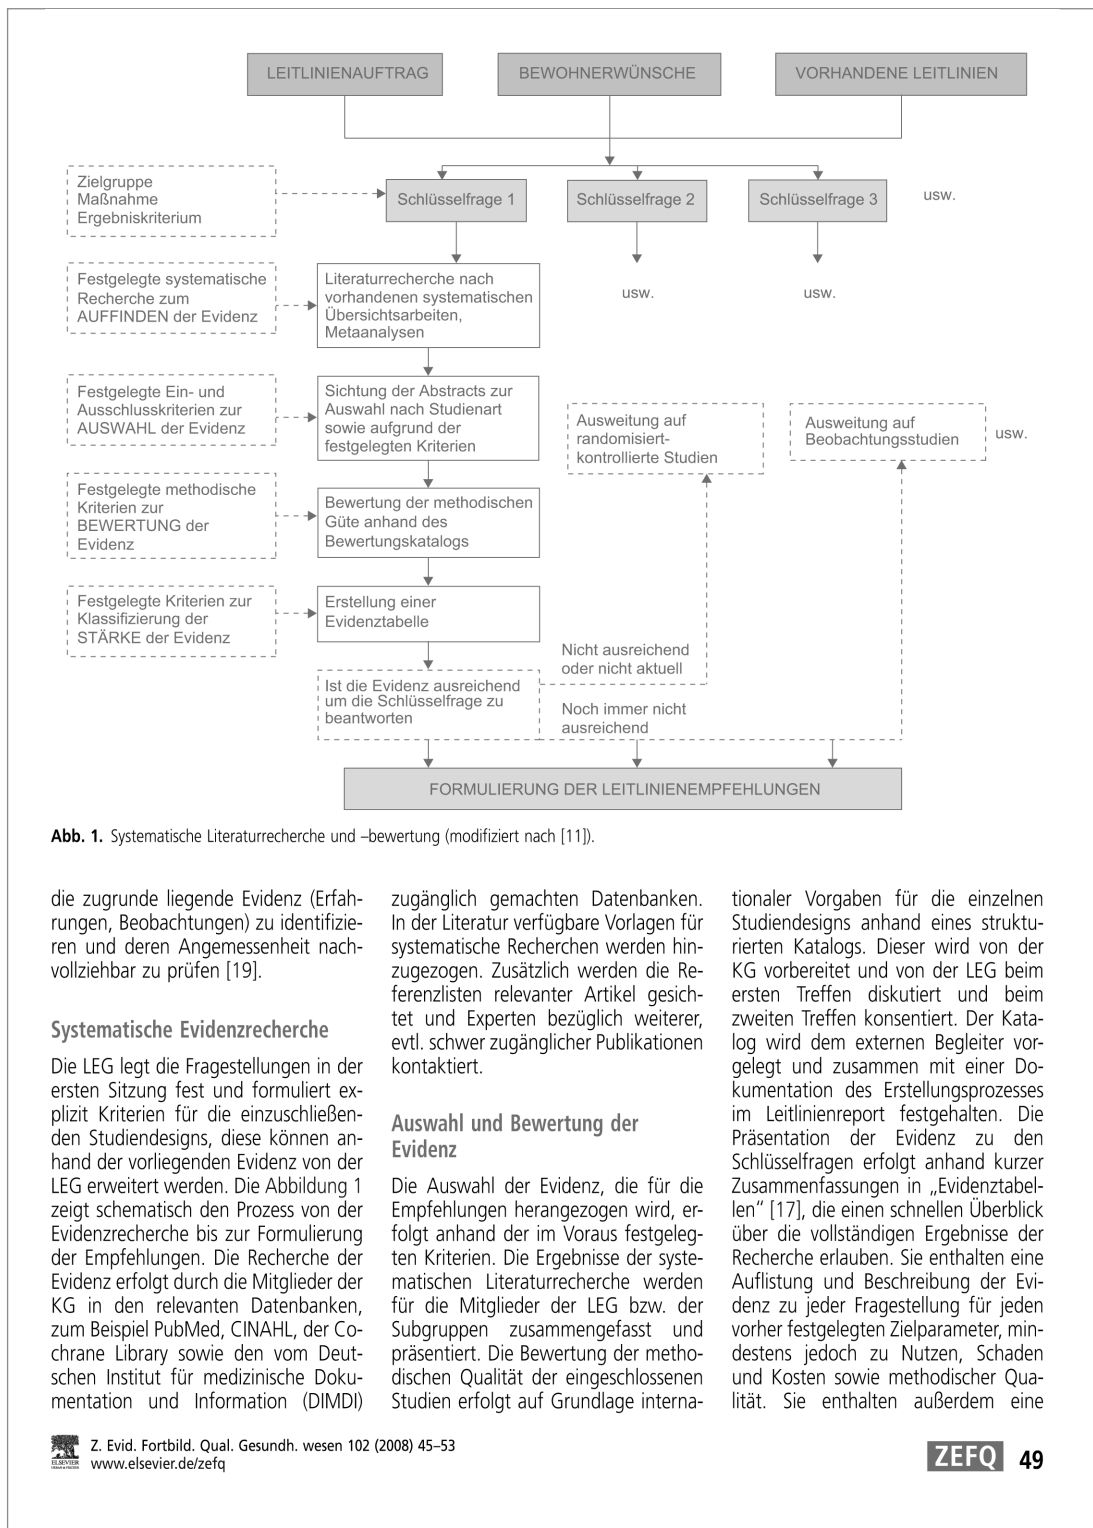 LEITLINIENAUFTRAG
BEWOHNERWÜNSCHE
VORHANDENE LEITLINIEN
Zielgruppe
Maßnahme
Ergebniskriterium
Schlüsselfrage 1
Schlüsselfrage 2
Schlüsselfrage 3
usw.
Festgelegte systematische
Recherche zum
AUFFINDEN der Evidenz
Literaturrecherche nach
vorhandenen systematischen
Übersichtsarbeiten,
Metaanalysen
usw.
usw.
Festgelegte Ein- und
Ausschlusskriterien zur
AUSWAHL der Evidenz
Sichtung der Abstracts zur
Auswahl nach Studienart
sowie aufgrund der
festgelegten Kriterien
Ausweitung auf
randomisiert-
kontrollierte Studien
Ausweitung auf
Beobachtungsstudien
usw.
Festgelegte methodische
Kriterien zur
BEWERTUNG der
Evidenz
Bewertung der methodischen
Güte anhand des
Bewertungskatalogs
Festgelegte Kriterien zur
Klassifizierung der
STÄRKE der Evidenz
Erstellung einer
Evidenztabelle
Nicht ausreichend
oder nicht aktuell
Ist die Evidenz ausreichend
um die Schlüsselfrage zu
beantworten
Noch immer nicht
ausreichend
FORMULIERUNG DER LEITLINIENEMPFEHLUNGEN
Abb. 1. Systematische Literaturrecherche und –bewertung (modifiziert nach [11]).
die zugrunde liegende Evidenz (Erfah-
rungen, Beobachtungen) zu identifizie-
ren und deren Angemessenheit nach-
vollziehbar zu prüfen [19].
Systematische Evidenzrecherche
Die LEG legt die Fragestellungen in der
ersten Sitzung fest und formuliert ex-
plizit Kriterien für die einzuschließen-
den Studiendesigns, diese können an-
hand der vorliegenden Evidenz von der
LEG erweitert werden. Die Abbildung 1
zeigt schematisch den Prozess von der
Evidenzrecherche bis zur Formulierung
der Empfehlungen. Die Recherche der
Evidenz erfolgt durch die Mitglieder der
KG in den relevanten Datenbanken,
zum Beispiel PubMed, CINAHL, der Co-
chrane Library sowie den vom Deut-
schen Institut für medizinische Doku-
mentation und Information (DIMDI)
zugänglich gemachten Datenbanken.
In der Literatur verfügbare Vorlagen für
systematische Recherchen werden hin-
zugezogen. Zusätzlich werden die Re-
ferenzlisten relevanter Artikel gesich-
tet und Experten bezüglich weiterer,
evtl. schwer zugänglicher Publikationen
kontaktiert.
Auswahl und Bewertung der
Evidenz
Die Auswahl der Evidenz, die für die
Empfehlungen herangezogen wird, er-
folgt anhand der im Voraus festgeleg-
ten Kriterien. Die Ergebnisse der syste-
matischen Literaturrecherche werden
für die Mitglieder der LEG bzw. der
Subgruppen zusammengefasst und
präsentiert. Die Bewertung der metho-
dischen Qualität der eingeschlossenen
Studien erfolgt auf Grundlage interna-
tionaler Vorgaben für die einzelnen
Studiendesigns anhand eines struktu-
rierten Katalogs. Dieser wird von der
KG vorbereitet und von der LEG beim
ersten Treffen diskutiert und beim
zweiten Treffen konsentiert. Der Kata-
log wird dem externen Begleiter vor-
gelegt und zusammen mit einer Do-
kumentation des Erstellungsprozesses
im Leitlinienreport festgehalten. Die
Präsentation der Evidenz zu den
Schlüsselfragen erfolgt anhand kurzer
Zusammenfassungen in „Evidenztabel-
len“ [17], die einen schnellen Überblick
über die vollständigen Ergebnisse der
Recherche erlauben. Sie enthalten eine
Auflistung und Beschreibung der Evi-
denz zu jeder Fragestellung für jeden
vorher festgelegten Zielparameter, min-
destens jedoch zu Nutzen, Schaden
und Kosten sowie methodischer Qua-
lität. Sie enthalten außerdem eine
ELSEVIER
URBAN & FISCHER
Z. Evid. Fortbild. Qual. Gesundh. wesen 102 (2008) 45–53
www.elsevier.de/zefq
ZEFQ 49